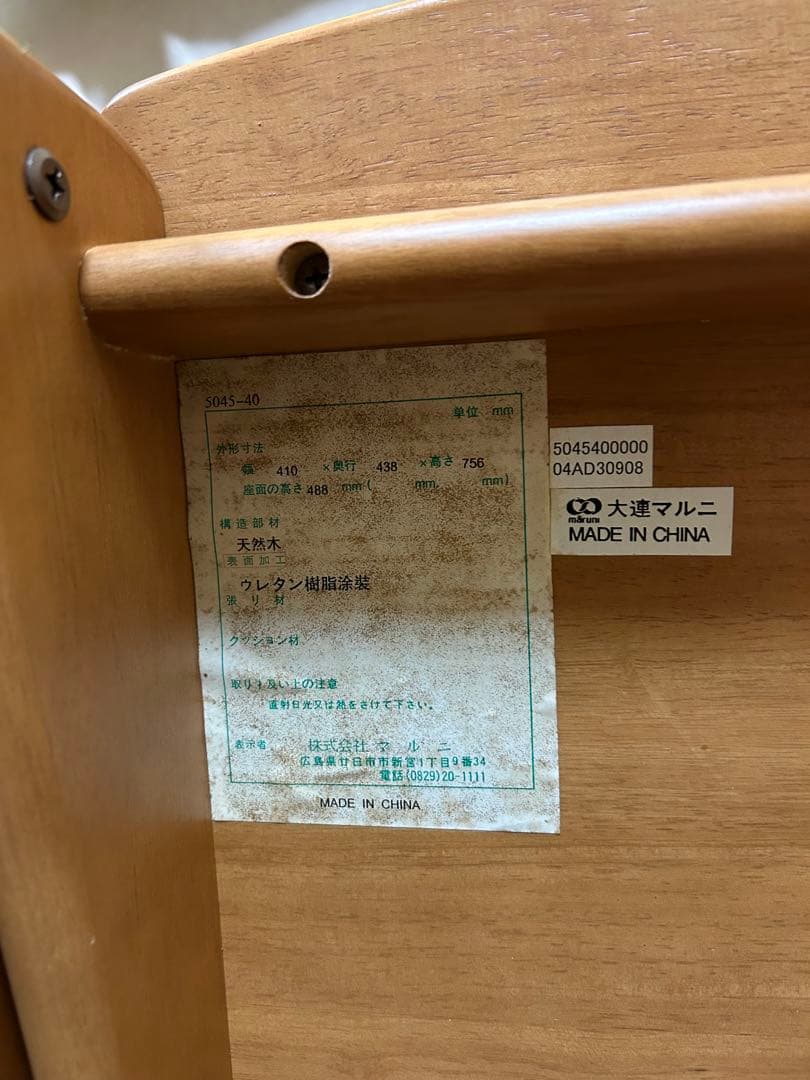 5045-40
単位 mm
外形寸法
幅 410 ×奥行 438 ×高さ 756
座面の高さ 488 mm ( mm, mm)
構造部材
天然木
表面加工
ウレタン樹脂塗装
張り材
クッション材
取り扱い上の注意
直射日光又は熱をさけて下さい。
表示者 株式会社 マルニ
広島県廿日市市新宮1丁目9番34
電話(0829)20-1111
MADE IN CHINA
5045400000
04AD30908
maruni 大連マルニ
MADE IN CHINA